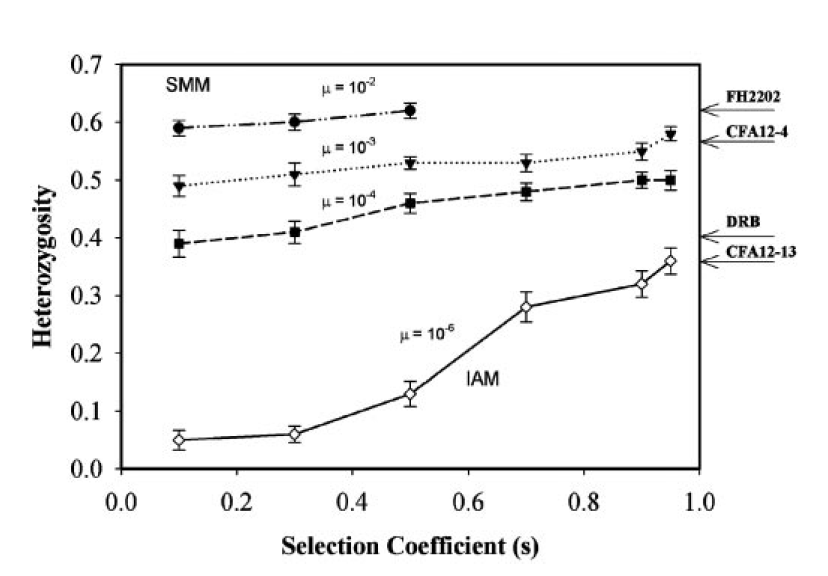 0.7
0.6
0.5
0.4
0.3
0.2
0.1
0.0
Heterozygosity
SMM
μ = 10⁻²
μ = 10⁻³
μ = 10⁻⁴
μ = 10⁻⁶
IAM
FH2202
CFA12-4
DRB
CFA12-13
0.0 0.2 0.4 0.6 0.8 1.0
Selection Coefficient (s)